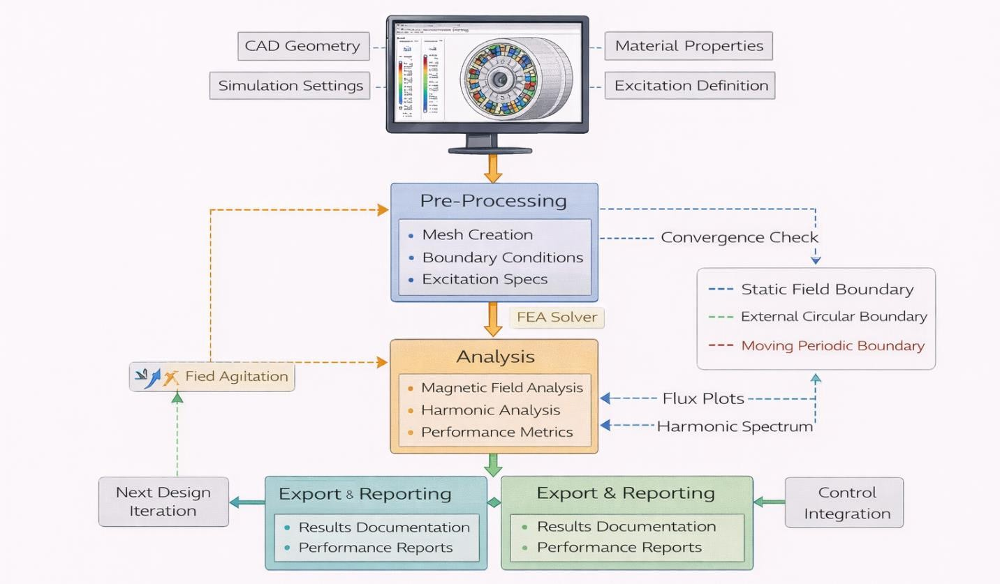 CAD Geometry
Material Properties
Simulation Settings
Excitation Definition
Pre-Processing
• Mesh Creation
• Boundary Conditions
• Excitation Specs
Convergence Check
Static Field Boundary
External Circular Boundary
Moving Periodic Boundary
FEA Solver
Analysis
• Magnetic Field Analysis
• Harmonic Analysis
• Performance Metrics
Fied Agiitation
Flux Plots
Harmonic Spectrum
Next Design
Iteration
Export & Reporting
• Results Documentation
• Performance Reports
Export & Reporting
• Results Documentation
• Performance Reports
Control
Integration